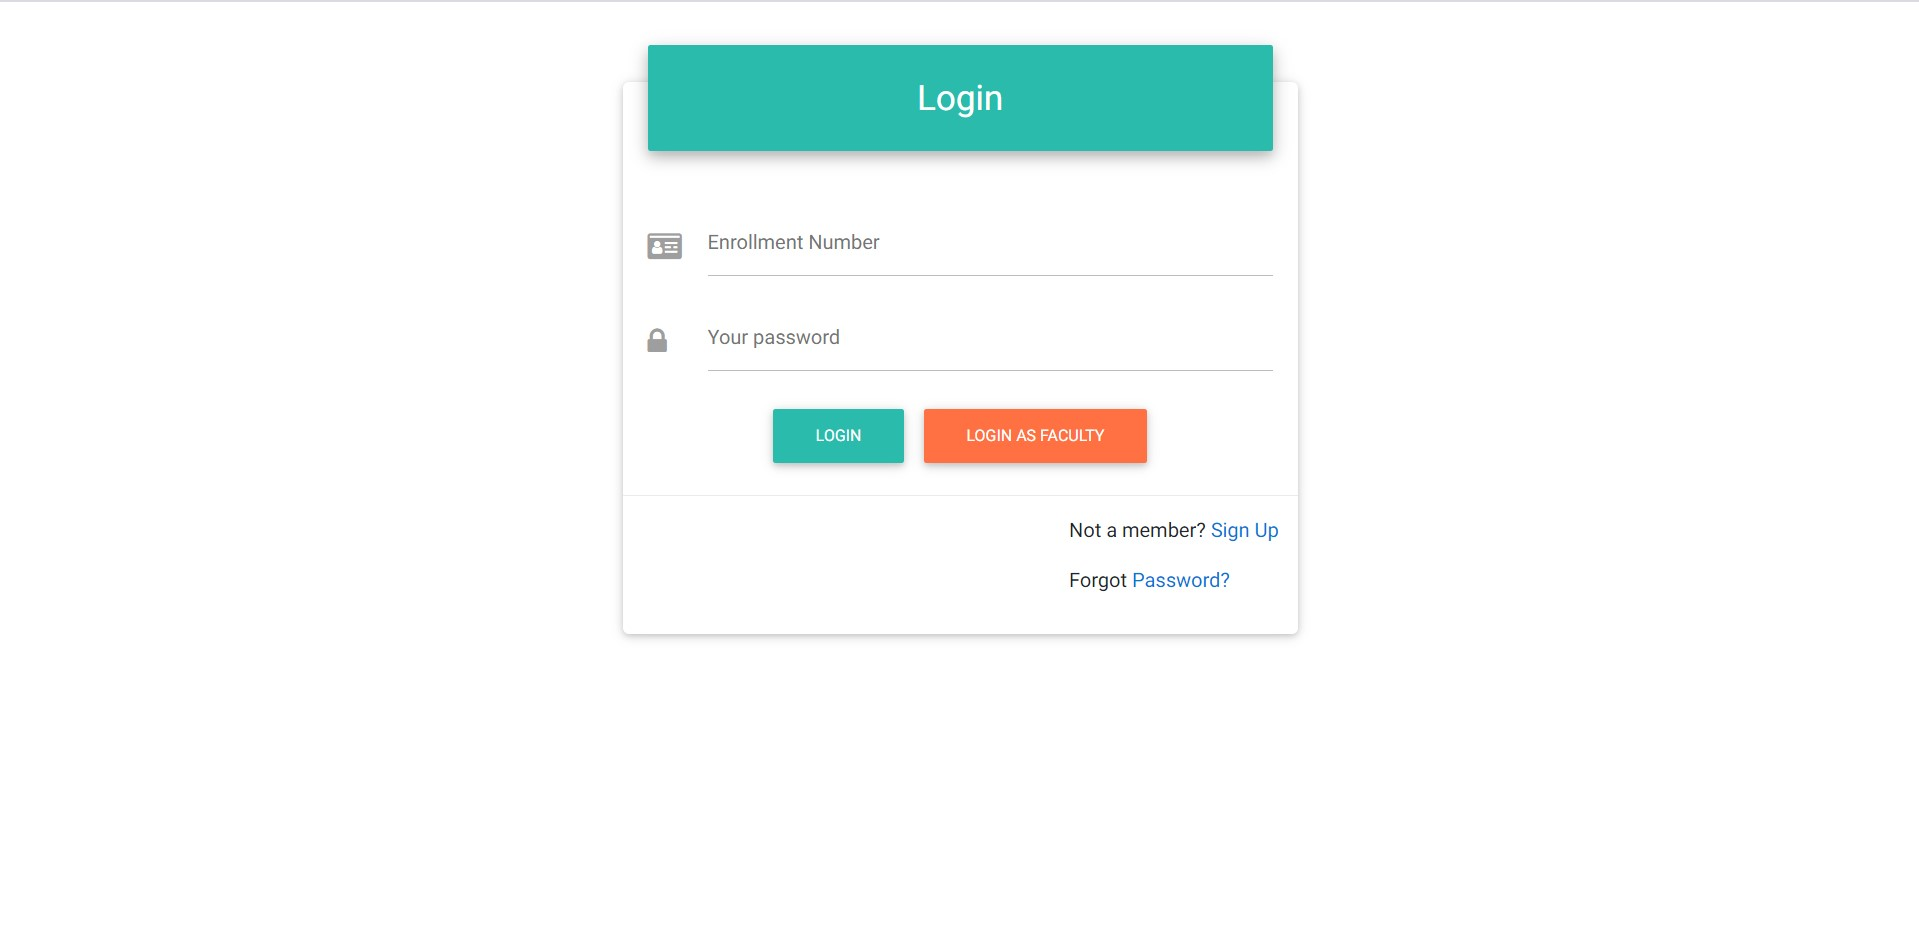 Login
Enrollment Number
Your password
LOGIN LOGIN AS FACULTY
Not a member? Sign Up
Forgot Password?